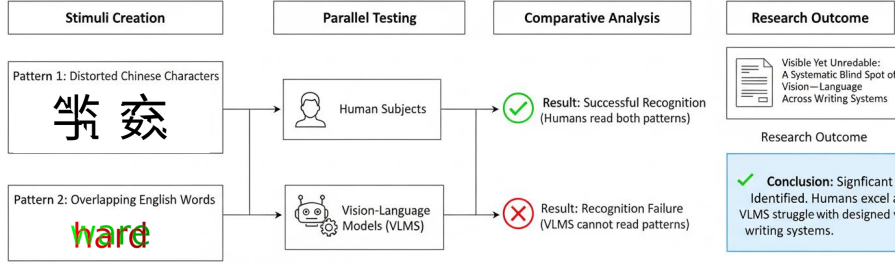 Stimuli Creation
Parallel Testing
Comparative Analysis
Research Outcome
Pattern 1: Distorted Chinese Characters
Pattern 2: Overlapping English Words
hard
ware
Human Subjects
Vision-Language
Models (VLMS)
Result: Successful Recognition
(Humans read both patterns)
Result: Recognition Failure
(VLMS cannot read patterns)
Visible Yet Unredable:
A Systematic Blind Spot of
Vision—Language
Across Writing Systems
Research Outcome
Conclusion: Signficant
Identified. Humans excel a
VLMS struggle with designed
writing systems.